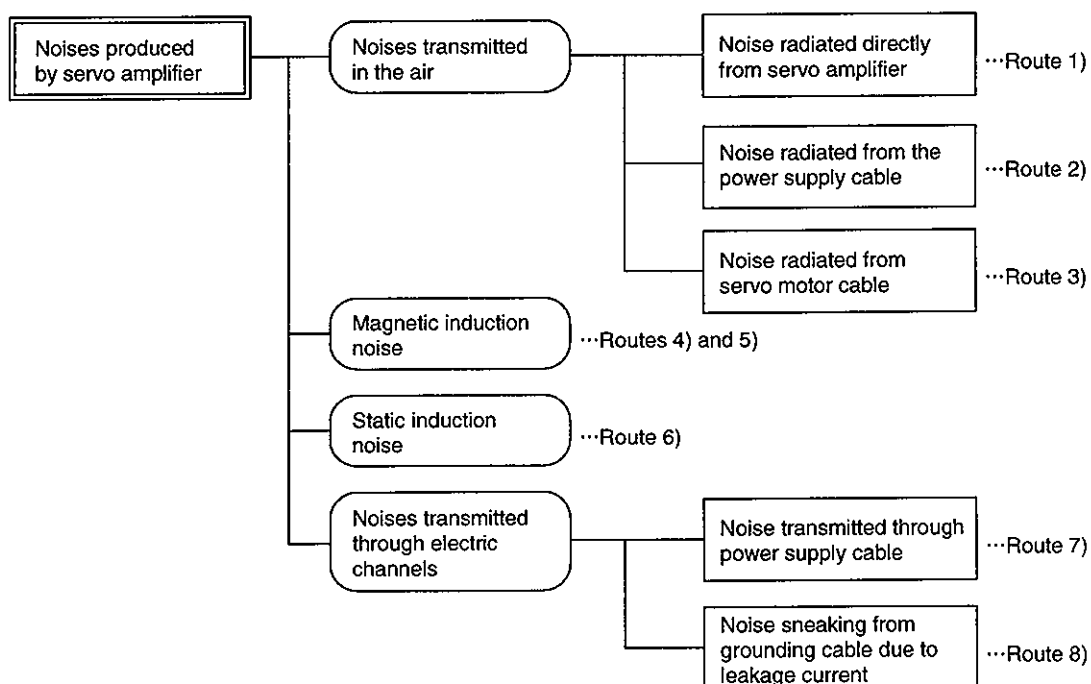 Noises produced
by servo amplifier
Noises transmitted
in the air
Noise radiated directly
from servo amplifier
···Route 1)
Noise radiated from the
power supply cable
···Route 2)
Noise radiated from
servo motor cable
···Route 3)
Magnetic induction
noise
···Routes 4) and 5)
Static induction
noise
···Route 6)
Noises transmitted
through electric
channels
Noise transmitted through
power supply cable
···Route 7)
Noise sneaking from
grounding cable due to
leakage current
···Route 8)